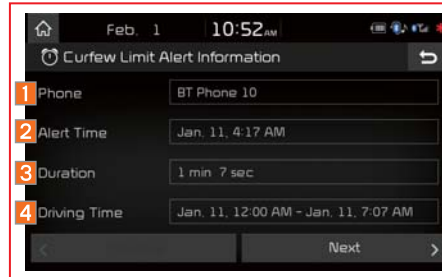 Feb. 1 10:52 AM
Curfew Limit Alert Information
1 Phone BT Phone 10
2 Alert Time Jan. 11, 4:17 AM
3 Duration 1 min 7 sec
4 Driving Time Jan. 11, 12:00 AM - Jan. 11, 7:07 AM
< Next >